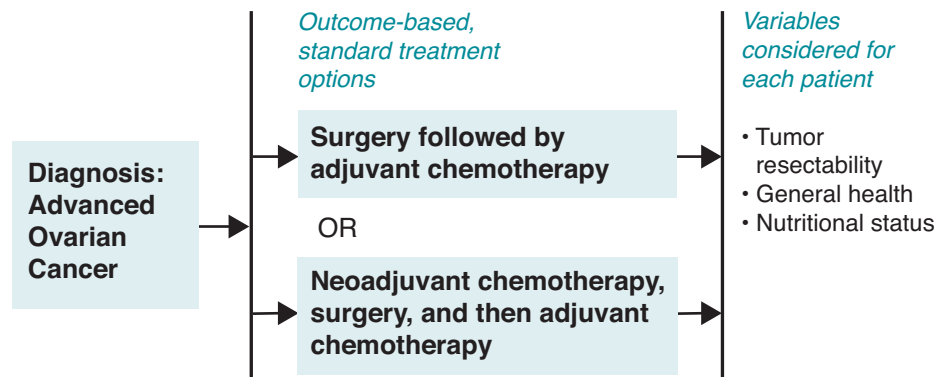 Diagnosis:
Advanced
Ovarian
Cancer
Outcome-based,
standard treatment
options
Surgery followed by
adjuvant chemotherapy
OR
Neoadjuvant chemotherapy,
surgery, and then adjuvant
chemotherapy
Variables
considered for
each patient
• Tumor
resectability
• General health
• Nutritional status